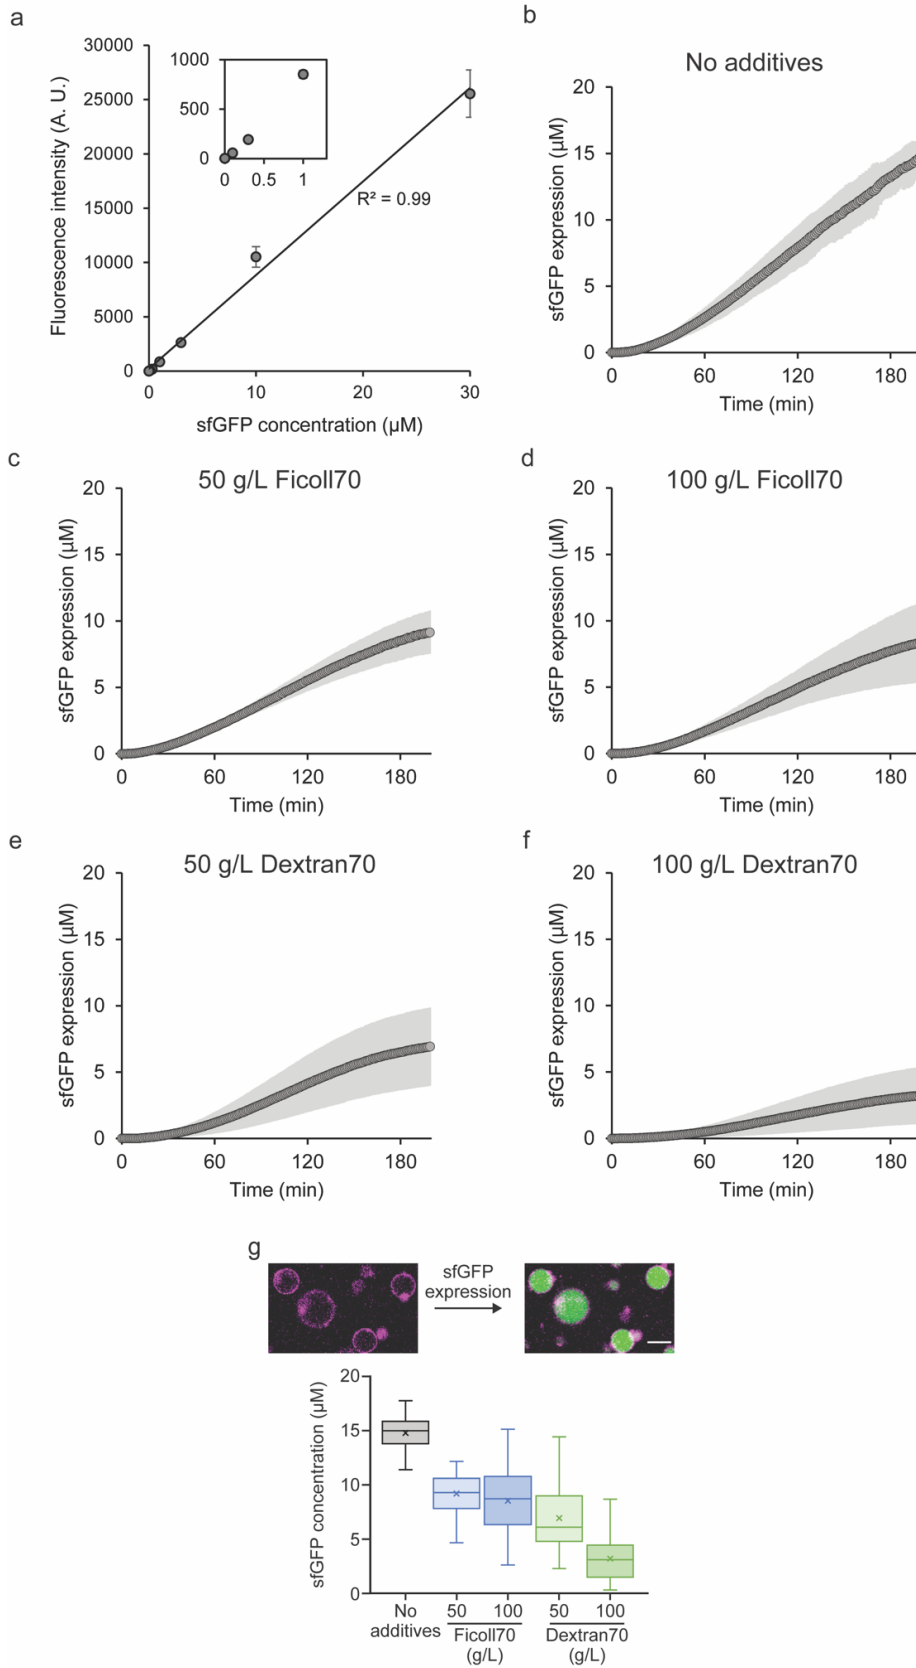 a
30000
25000
20000
15000
10000
5000
0
Fluorescence intensity (A. U.)
1000
500
0
0 0.5 1
R² = 0.99
0 10 20 30
sfGFP concentration (µM)
b
No additives
20
15
10
5
0
sfGFP expression (µM)
0 60 120 180
Time (min)
c
50 g/L Ficoll70
20
15
10
5
0
sfGFP expression (µM)
0 60 120 180
Time (min)
d
100 g/L Ficoll70
20
15
10
5
0
sfGFP expression (µM)
0 60 120 180
Time (min)
e
50 g/L Dextran70
20
15
10
5
0
sfGFP expression (µM)
0 60 120 180
Time (min)
f
100 g/L Dextran70
20
15
10
5
0
sfGFP expression (µM)
0 60 120 180
Time (min)
g
sfGFP
expression
20
15
10
5
0
sfGFP concentration (µM)
No
additives
50 100
Ficoll70
(g/L)
50 100
Dextran70
(g/L)